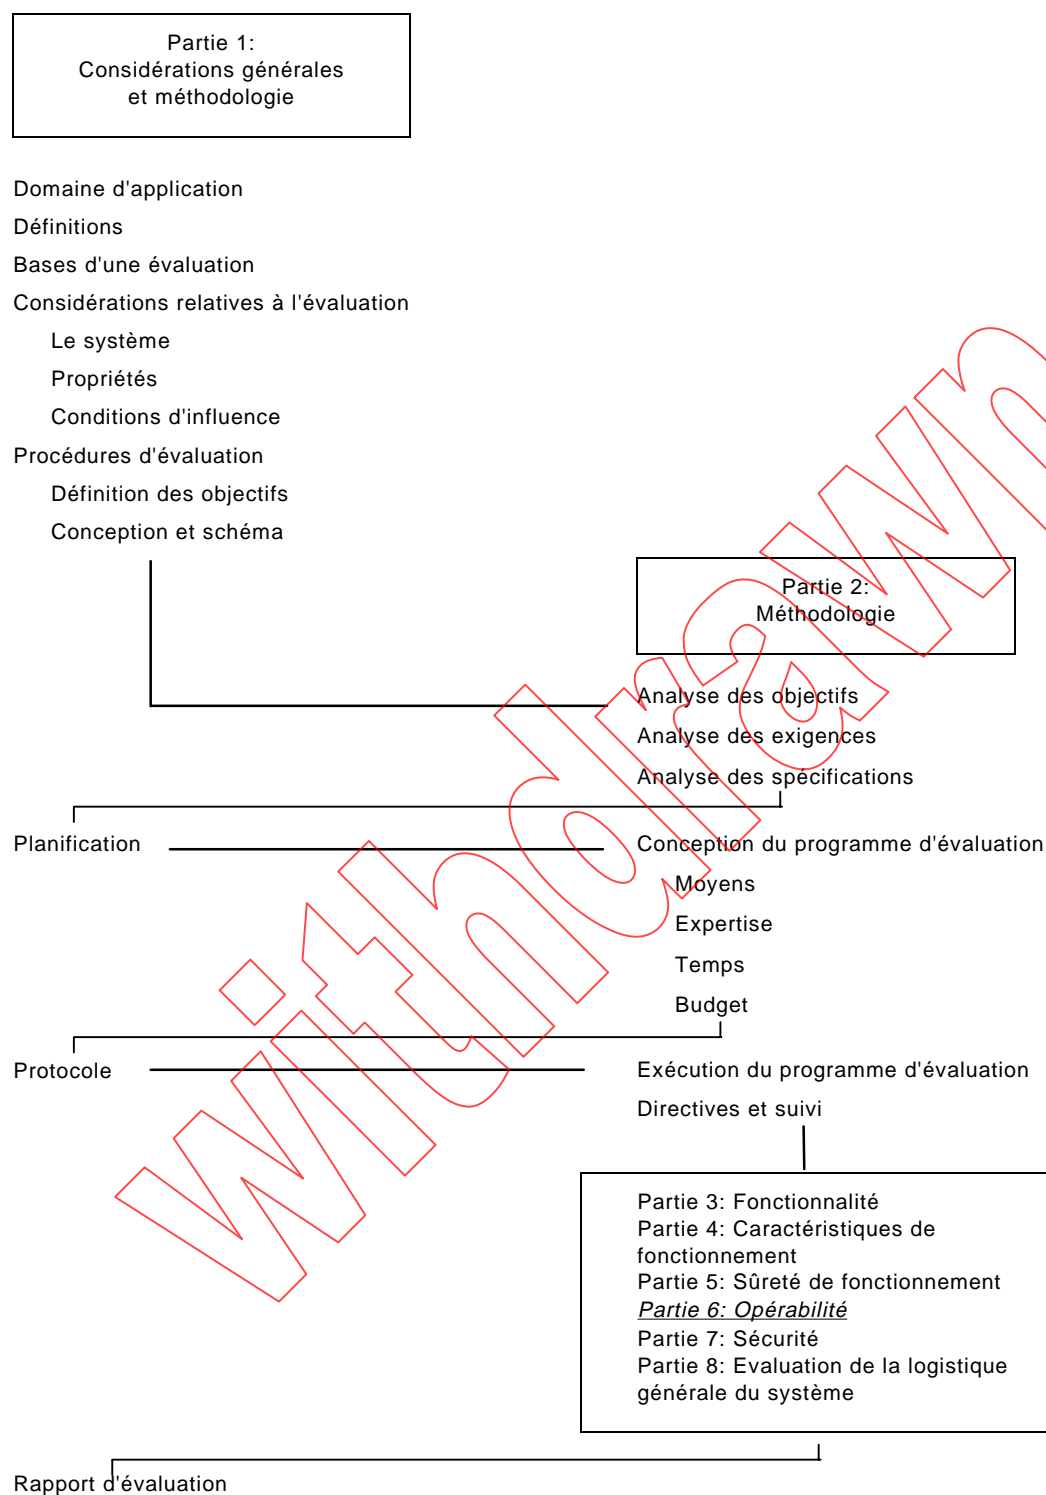 Partie 1:
Considérations générales
et méthodologie
Domaine d'application
Définitions
Bases d'une évaluation
Considérations relatives à l'évaluation
Le système
Propriétés
Conditions d'influence
Procédures d'évaluation
Définition des objectifs
Conception et schéma
Partie 2:
Méthodologie
Analyse des objectifs
Analyse des exigences
Analyse des spécifications
Planification
Conception du programme d'évaluation
Moyens
Expertise
Temps
Budget
Protocole
Exécution du programme d'évaluation
Directives et suivi
Partie 3: Fonctionnalité
Partie 4: Caractéristiques de
fonctionnement
Partie 5: Sûreté de fonctionnement
Partie 6: Opérabilité
Partie 7: Sécurité
Partie 8: Evaluation de la logistique
générale du système
Rapport d'évaluation
withdrawn